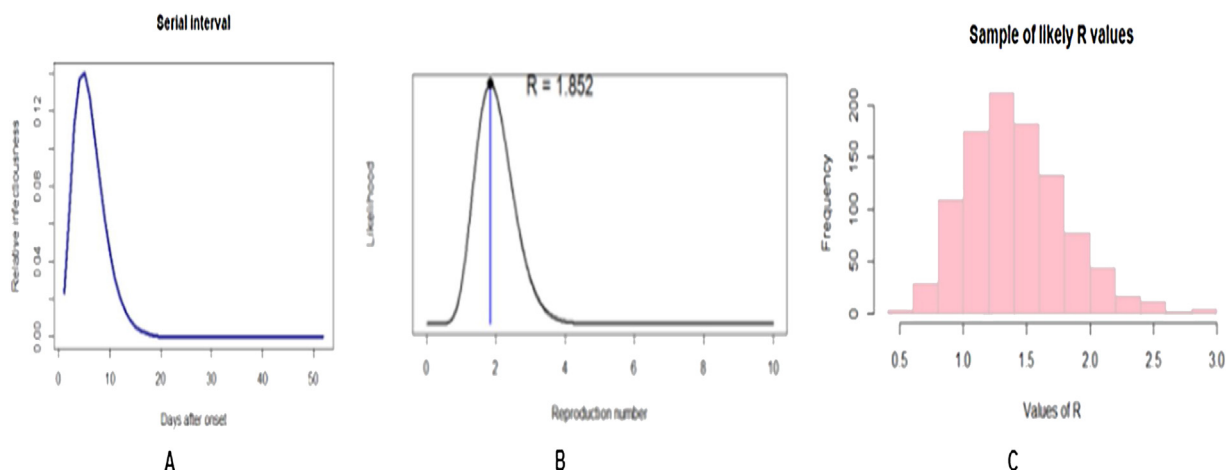 Serial interval
Relative infectiousness
0.12
0.08
0.04
0.00
0 10 20 30 40 50
Days after onset
A
R = 1.852
Likelihood
0 2 4 6 8 10
Reproduction number
B
Sample of likely R values
Frequency
200
150
100
50
0
0.5 1.0 1.5 2.0 2.5 3.0
Values of R
C